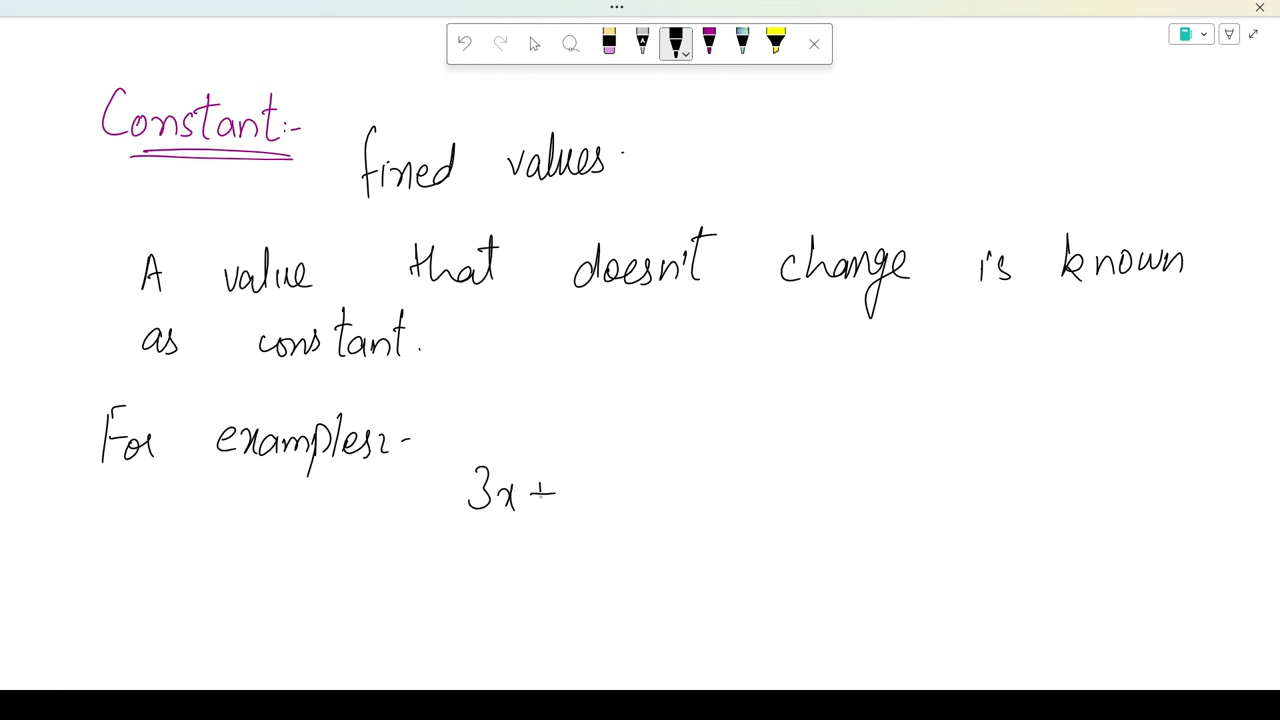 Constant:-
fixed values.
A value that doesn't change is known
as constant.
For examples:-
3x +